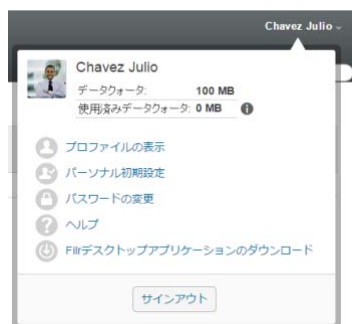 Chavez Julio
Chavez Julio
データクォータ: 100 MB
使用済みデータクォータ: 0 MB
プロファイルの表示
パーソナル初期設定
パスワードの変更
ヘルプ
Filrデスクトップアプリケーションのダウンロード
サインアウト